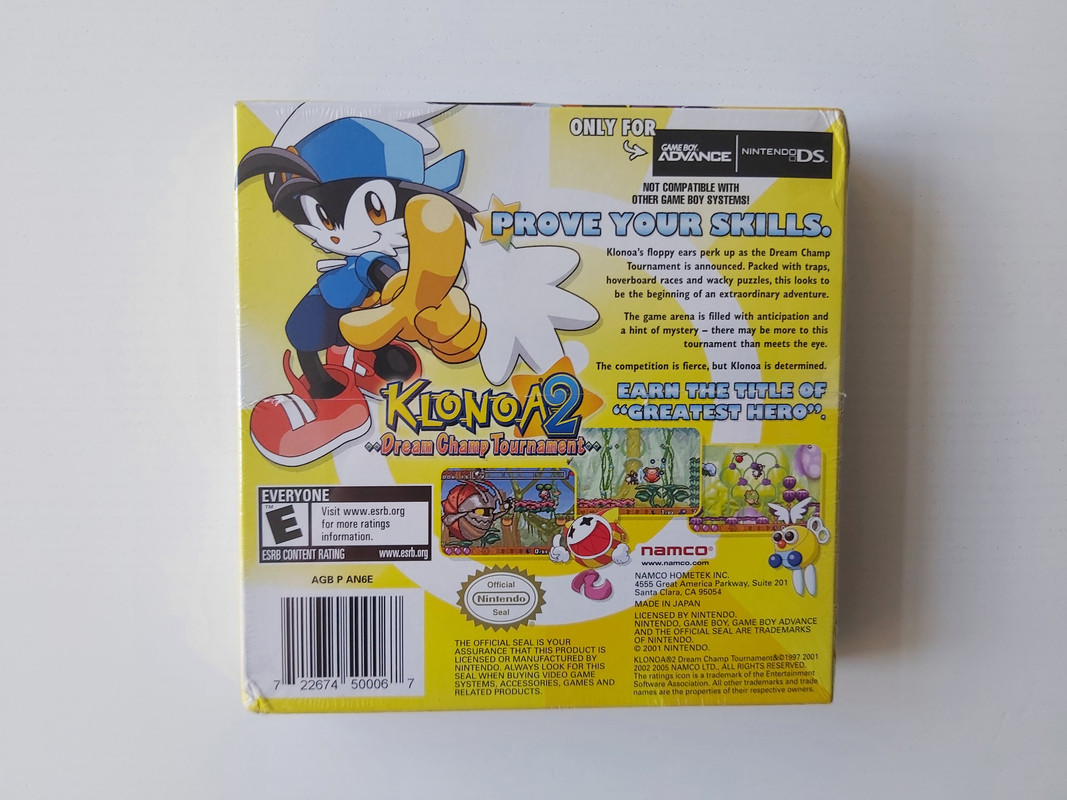 ONLY FOR
GAME BOY ADVANCE
NINTENDO DS™
NOT COMPATIBLE WITH
OTHER GAME BOY SYSTEMS!
PROVE YOUR SKILLS.
Klonoa's floppy ears perk up as the Dream Champ
Tournament is announced. Packed with traps,
hoverboard races and wacky puzzles, this looks to
be the beginning of an extraordinary adventure.
The game arena is filled with anticipation and
a hint of mystery – there may be more to this
tournament than meets the eye.
The competition is fierce, but Klonoa is determined.
EARN THE TITLE OF
“GREATEST HERO”.
KLONOA® 2
Dream Champ Tournament
EVERYONE
™
E
Visit www.esrb.org
for more ratings
information.
ESRB CONTENT RATING www.esrb.org
AGB P AN6E
7 22674 50006 7
Official
Nintendo
Seal
THE OFFICIAL SEAL IS YOUR
ASSURANCE THAT THIS PRODUCT IS
LICENSED OR MANUFACTURED BY
NINTENDO. ALWAYS LOOK FOR THIS
SEAL WHEN BUYING VIDEO GAME
SYSTEMS, ACCESSORIES, GAMES AND
RELATED PRODUCTS.
namco®
www.namco.com
NAMCO HOMETEK INC.
4555 Great America Parkway, Suite 201
Santa Clara, CA 95054
MADE IN JAPAN
LICENSED BY NINTENDO.
NINTENDO, GAME BOY, GAME BOY ADVANCE
AND THE OFFICIAL SEAL ARE TRADEMARKS
OF NINTENDO.
© 2001 NINTENDO.
KLONOA®2 Dream Champ Tournament&©1997 2001
2002 2005 NAMCO LTD., ALL RIGHTS RESERVED.
The ratings icon is a trademark of the Entertainment
Software Association. All other trademarks and trade
names are the properties of their respective owners.